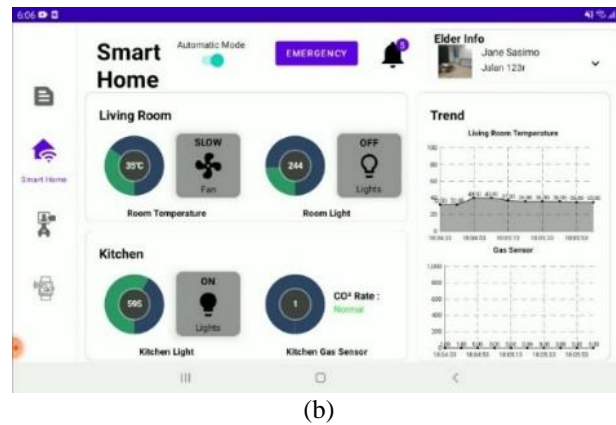 6:06
Smart
Home
Automatic Mode
EMERGENCY
5
Elder Info
Jane Sasimo
Jalan 123r
Smart Home
Living Room
35°C
SLOW
Fan
Room Temperature
244
OFF
Lights
Room Light
Kitchen
595
ON
Lights
Kitchen Light
1
CO² Rate :
Normal
Kitchen Gas Sensor
Trend
Living Room Temperature
100
80
60
40
20
0
Gas Sensor
1,000
800
600
400
200
(b)